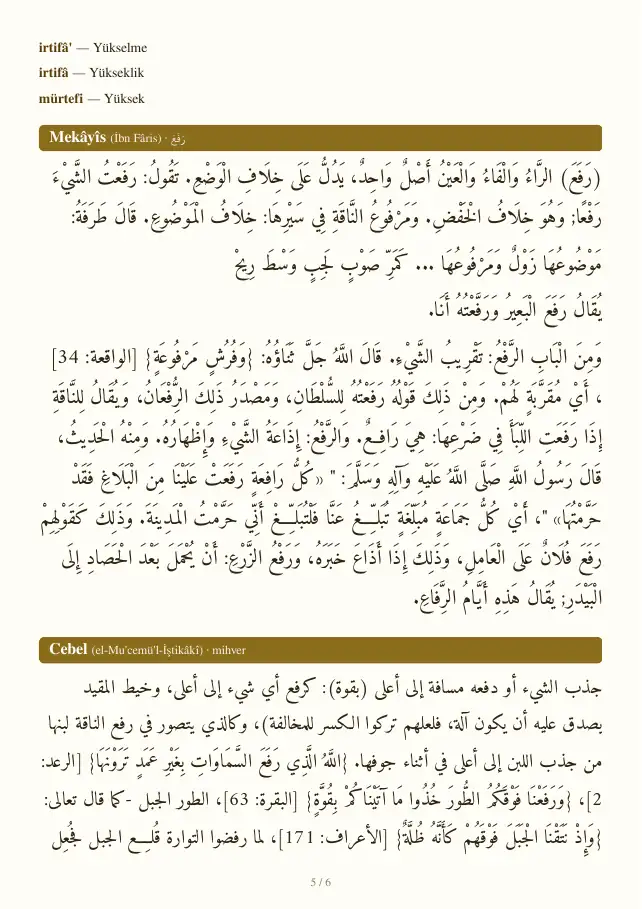 irtifâ' — Yükselme
irtifâ — Yükseklik
mürtefi — Yüksek
Mekâyîs (İbn Fâris) · رَفَعَ
(رَفَعَ) الرَّاءُ وَالْفَاءُ وَالْعَيْنُ أَصْلٌ وَاحِدٌ، يَدُلُّ عَلَى خِلَافِ الْوَضْعِ. تَقُولُ: رَفَعْتُ الشَّيْءَ
رَفْعًا; وَهُوَ خِلَافُ الْخَفْضِ. وَمَرْفُوعُ النَّاقَةِ فِي سَيْرِهَا: خِلَافُ الْمَوْضُوعِ. قَالَ طَرَفَةُ:
مَوْضُوعُهَا زَوْلٌ وَمَرْفُوعُهَا ... كَمَرِّ صَوْبٍ لَجِبٍ وَسْطَ رِيحْ
يُقَالُ رَفَعَ الْبَعِيرُ وَرَفَّعْتُهُ أَنَا.
وَمِنَ الْبَابِ الرَّفْعُ: تَقْرِيبُ الشَّيْءِ. قَالَ اللَّهُ جَلَّ ثَنَاؤُهُ: {وَفُرُشٍ مَرْفُوعَةٍ} [الواقعة: 34]
، أَيْ مُقَرَّبَةٍ لَهُمْ. وَمِنْ ذَلِكَ قَوْلُهُ رَفَعْتُهُ لِلسُّلْطَانِ، وَمَصْدَرُ ذَلِكَ الرُّفْعَانُ، وَيُقَالُ لِلنَّاقَةِ
إِذَا رَفَعَتِ اللِّبَأَ فِي ضَرْعِهَا: هِيَ رَافِعٌ. وَالرَّفْعُ: إِذَاعَةُ الشَّيْءِ وَإِظْهَارُهُ. وَمِنْهُ الْحَدِيثُ،
قَالَ رَسُولُ اللَّهِ صَلَّى اللَّهُ عَلَيْهِ وَآلِهِ وَسَلَّمَ: " «كُلُّ رَافِعَةٍ رَفَعَتْ عَلَيْنَا مِنَ الْبَلَاغِ فَقَدْ
حَرَّمْتُهَا» "، أَيْ كُلُّ جَمَاعَةٍ مُبَلِّغَةٍ تُبَلِّغُ عَنَّا فَلْتُبَلِّغْ أَنِّي حَرَّمْتُ الْمَدِينَةَ. وَذَلِكَ كَقَوْلِهِمْ
رَفَعَ فُلَانٌ عَلَى الْعَامِلِ، وَذَلِكَ إِذَا أَذَاعَ خَبَرَهُ، وَرَفْعُ الزَّرْعِ: أَنْ يُحْمَلَ بَعْدَ الْحَصَادِ إِلَى
الْبَيْدَرِ; يُقَالُ هَذِهِ أَيَّامُ الرَّفَاعِ.
Cebel (el-Mu'cemü'l-İştikâkî) · mihver
جذب الشيء أو دفعه مسافة إلى أعلى (بقوة): كرفع أي شيء إلى أعلى، وخيط المقيد
يصدق عليه أن يكون آلة، فلعلهم تركوا الكسر للمخالفة)، وكالذي يتصور في رفع الناقة لبنها
من جذب اللبن إلى أعلى في أثناء جوفها. {اللَّهُ الَّذِي رَفَعَ السَّمَاوَاتِ بِغَيْرِ عَمَدٍ تَرَوْنَهَا} [الرعد:
2]، {وَرَفَعْنَا فَوْقَكُمُ الطُّورَ خُذُوا مَا آتَيْنَاكُمْ بِقُوَّةٍ} [البقرة: 63]، الطور الجبل -كما قال تعالى:
{وَإِذْ نَتَقْنَا الْجَبَلَ فَوْقَهُمْ كَأَنَّهُ ظُلَّةٌ} [الأعراف: 171]، لما رفضوا التوارة قُلِع الجبل فجُعِل
5 / 6